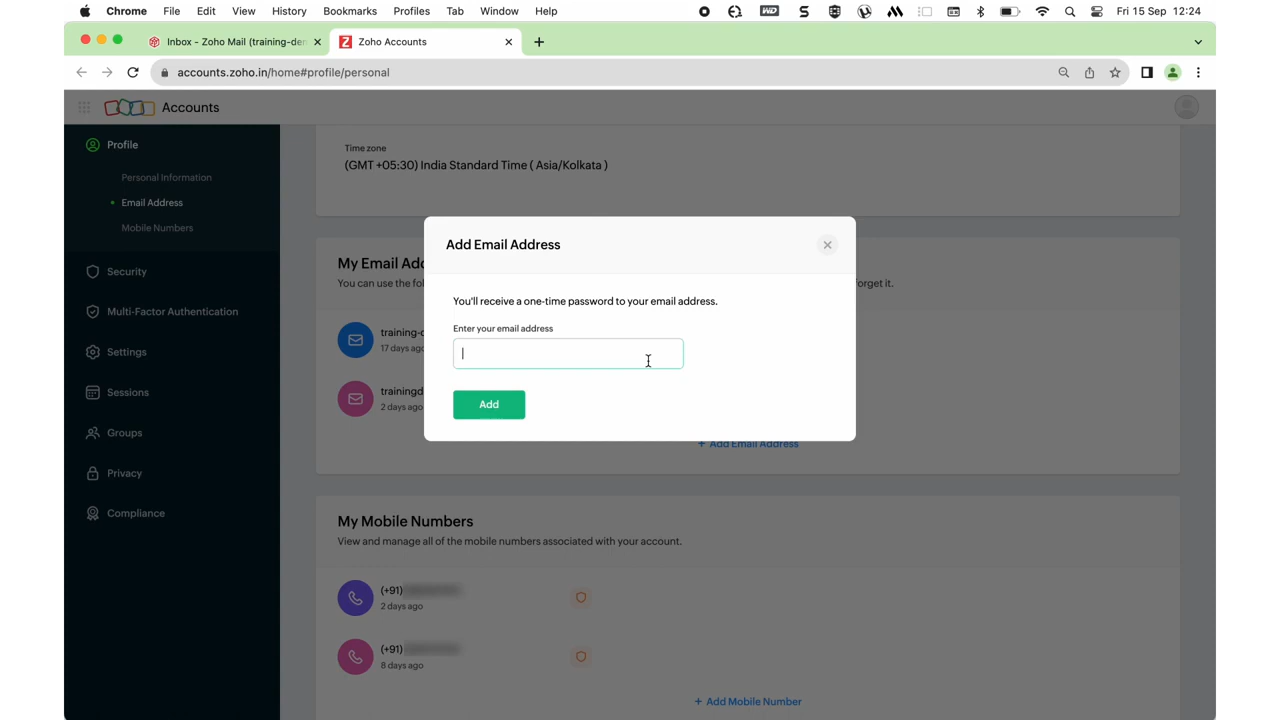 Chrome File Edit View History Bookmarks Profiles Tab Window Help
WD
Fri 15 Sep 12:24
Inbox - Zoho Mail (training-der
Zoho Accounts
accounts.zoho.in/home#profile/personal
Accounts
Profile
Personal Information
Email Address
Mobile Numbers
Security
Multi-Factor Authentication
Settings
Sessions
Groups
Privacy
Compliance
Time zone
(GMT +05:30) India Standard Time ( Asia/Kolkata )
My Email Add
You can use the fol
orget it.
training-c
17 days ago
trainingd
2 days ago
+ Add Email Address
Add Email Address
You'll receive a one-time password to your email address.
Enter your email address
Add
My Mobile Numbers
View and manage all of the mobile numbers associated with your account.
(+91)
2 days ago
(+91)
8 days ago
+ Add Mobile Number